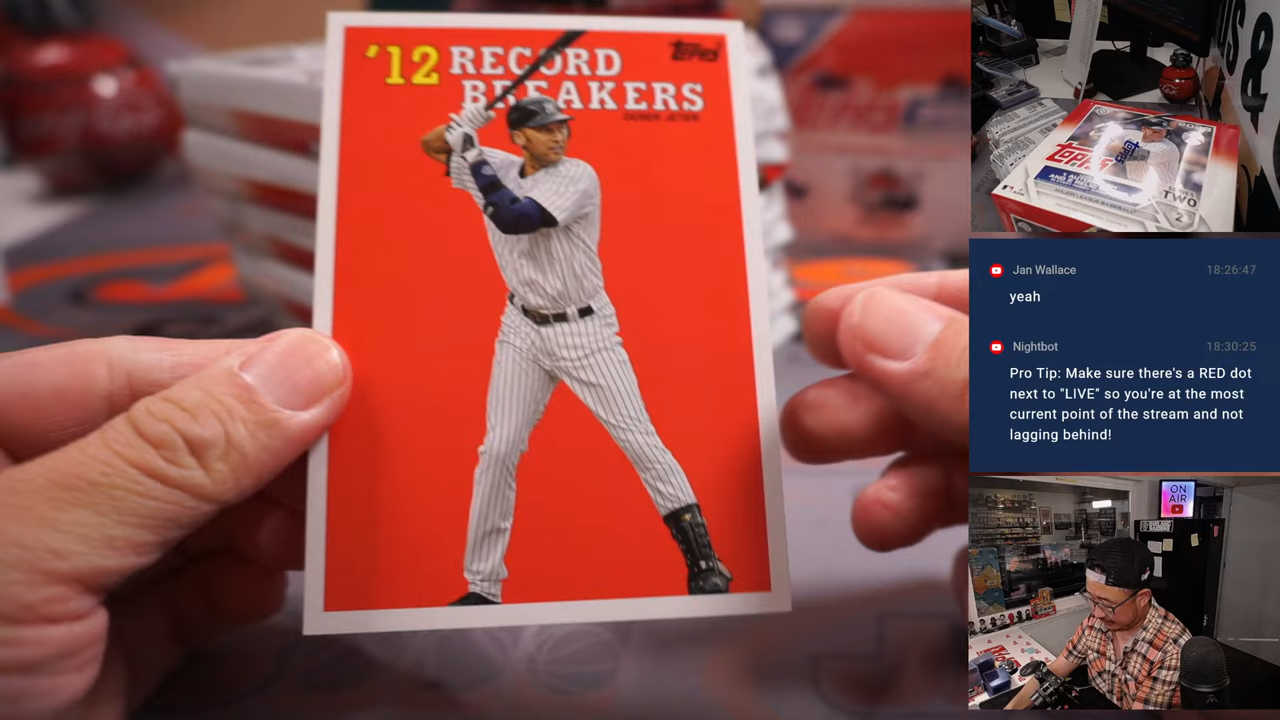 '12 RECORD
BREAKERS
Topps
DEREK JETER
TOPPS
TWO
2
S &
Jan Wallace 18:26:47
yeah
Nightbot 18:30:25
Pro Tip: Make sure there's a RED dot
next to "LIVE" so you're at the most
current point of the stream and not
lagging behind!
ON
AIR